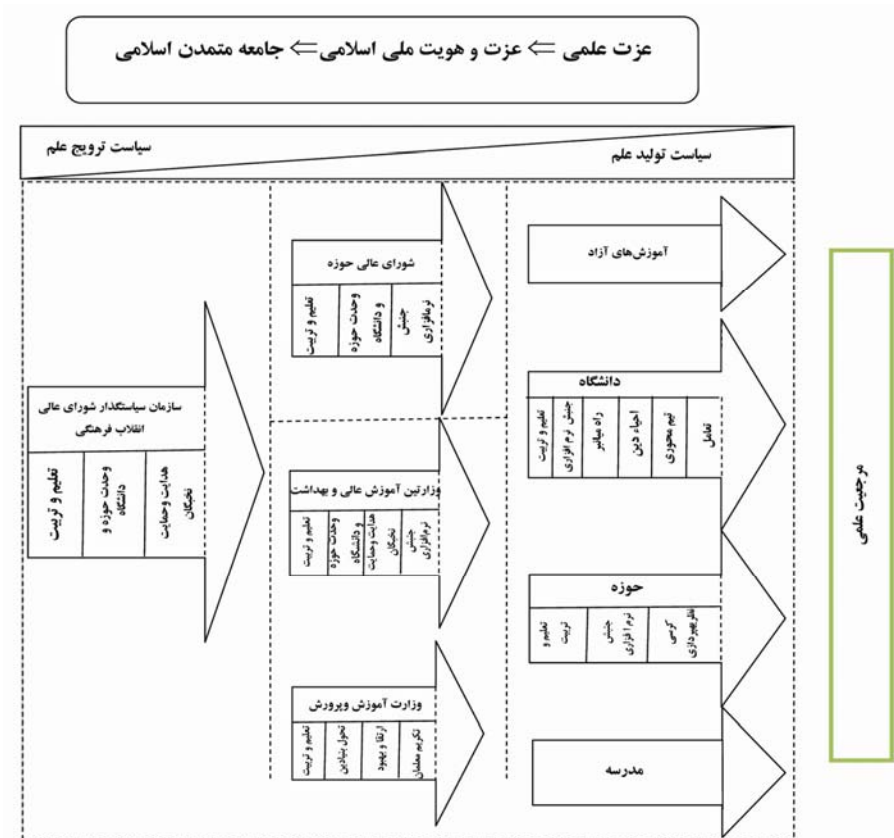 عزت علمی ⇐ عزت و هویت ملی اسلامی ⇐ جامعه متمدن اسلامی
سیاست تولید علم
سیاست ترویج علم
آموزش‌های آزاد
دانشگاه
تعامل
تیم محوری
احیاء دین
راه میانبر
جنبش نرم افزاری
تعلیم و تربیت
حوزه
کرسی
نظریه‌پردازی
جنبش
نرم افزاری
تعلیم و
تربیت
مدرسه
مرجعیت علمی
شورای عالی حوزه
جنبش
نرم‌افزاری
وحدت حوزه
و دانشگاه
تعلیم و تربیت
وزارتین آموزش عالی و بهداشت
جنبش
نرم‌افزاری
هدایت وحمایت
نخبگان
وحدت حوزه
و دانشگاه
تعلیم و تربیت
وزارت آموزش وپرورش
تکریم معلمان
ارتقا و بهبود
تحول بنیادین
تعلیم و تربیت
سازمان سیاستگذار شورای عالی
انقلاب فرهنگی
هدایت وحمایت
نخبگان
وحدت حوزه و
دانشگاه
تعلیم و تربیت